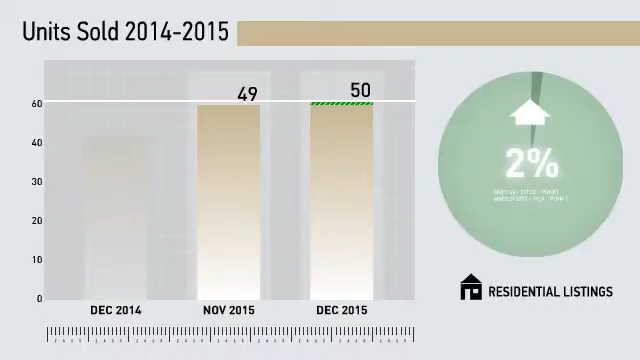 Units Sold 2014-2015
49
50
60
40
30
20
10
0
DEC 2014
NOV 2015
DEC 2015
2%
RESIDENTIAL LISTINGS